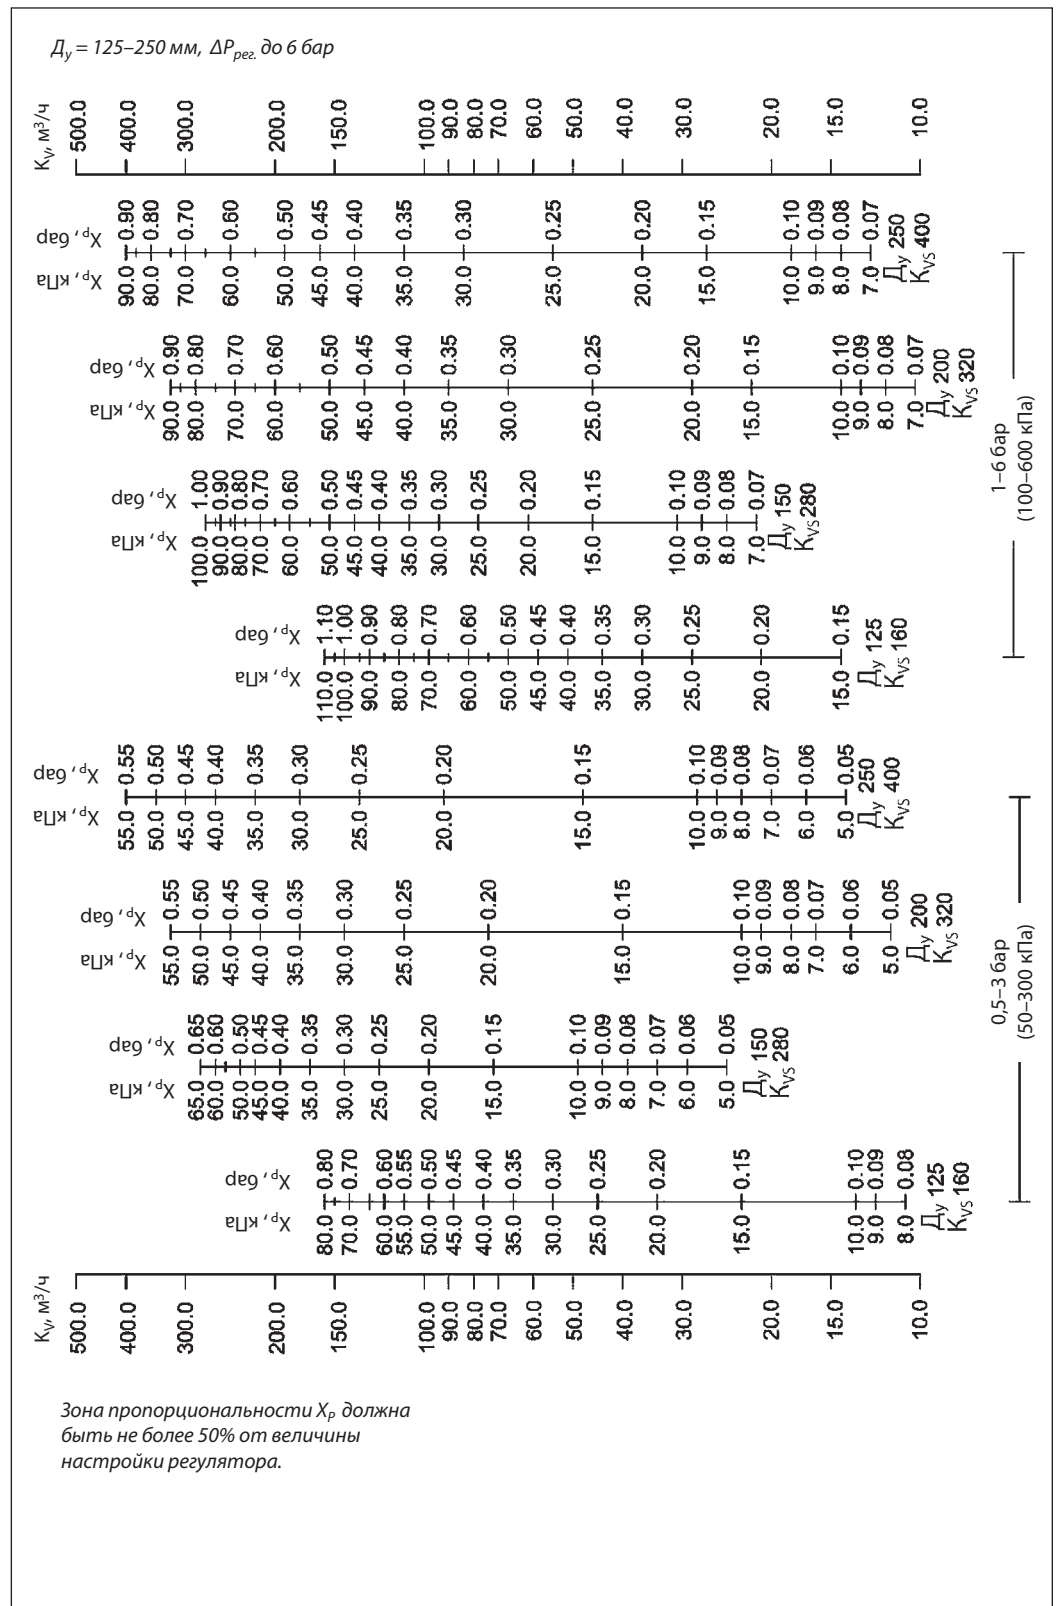 Ду = 125–250 мм, ΔPрег. до 6 бар
Kv, м³/ч
500.0 400.0 300.0 200.0 150.0 100.0 90.0 80.0 70.0 60.0 50.0 40.0 30.0 20.0 15.0 10.0
Xp, бар
0.90 0.80 0.70 0.60 0.50 0.45 0.40 0.35 0.30 0.25 0.20 0.15 0.10 0.09 0.08 0.07
Xp, кПа
90.0 80.0 70.0 60.0 50.0 45.0 40.0 35.0 30.0 25.0 20.0 15.0 10.0 9.0 8.0 7.0
Ду 250
Kvs 400
Xp, бар
0.90 0.80 0.70 0.60 0.50 0.45 0.40 0.35 0.30 0.25 0.20 0.15 0.10 0.09 0.08 0.07
Xp, кПа
90.0 80.0 70.0 60.0 50.0 45.0 40.0 35.0 30.0 25.0 20.0 15.0 10.0 9.0 8.0 7.0
Ду 200
Kvs 320
Xp, бар
1.00 0.90 0.80 0.70 0.60 0.50 0.45 0.40 0.35 0.30 0.25 0.20 0.15 0.10 0.09 0.08 0.07
Xp, кПа
100.0 90.0 80.0 70.0 60.0 50.0 45.0 40.0 35.0 30.0 25.0 20.0 15.0 10.0 9.0 8.0 7.0
Ду 150
Kvs 280
Xp, бар
1.10 1.00 0.90 0.80 0.70 0.60 0.50 0.45 0.40 0.35 0.30 0.25 0.20 0.15
Xp, кПа
110.0 100.0 90.0 80.0 70.0 60.0 50.0 45.0 40.0 35.0 30.0 25.0 20.0 15.0
Ду 125
Kvs 160
1–6 бар
(100–600 кПа)
Xp, бар
0.55 0.50 0.45 0.40 0.35 0.30 0.25 0.20 0.15 0.10 0.09 0.08 0.07 0.06 0.05
Xp, кПа
55.0 50.0 45.0 40.0 35.0 30.0 25.0 20.0 15.0 10.0 9.0 8.0 7.0 6.0 5.0
Ду 250
Kvs 400
Xp, бар
0.55 0.50 0.45 0.40 0.35 0.30 0.25 0.20 0.15 0.10 0.09 0.08 0.07 0.06 0.05
Xp, кПа
55.0 50.0 45.0 40.0 35.0 30.0 25.0 20.0 15.0 10.0 9.0 8.0 7.0 6.0 5.0
Ду 200
Kvs 320
Xp, бар
0.65 0.60 0.50 0.45 0.40 0.35 0.30 0.25 0.20 0.15 0.10 0.09 0.08 0.07 0.06 0.05
Xp, кПа
65.0 60.0 50.0 45.0 40.0 35.0 30.0 25.0 20.0 15.0 10.0 9.0 8.0 7.0 6.0 5.0
Ду 150
Kvs 280
Xp, бар
0.80 0.70 0.60 0.55 0.50 0.45 0.40 0.35 0.30 0.25 0.20 0.15 0.10 0.09 0.08
Xp, кПа
80.0 70.0 60.0 55.0 50.0 45.0 40.0 35.0 30.0 25.0 20.0 15.0 10.0 9.0 8.0
Ду 125
Kvs 160
0,5–3 бар
(50–300 кПа)
Kv, м³/ч
500.0 400.0 300.0 200.0 150.0 100.0 90.0 80.0 70.0 60.0 50.0 40.0 30.0 20.0 15.0 10.0
Зона пропорциональности Xp должна
быть не более 50% от величины
настройки регулятора.